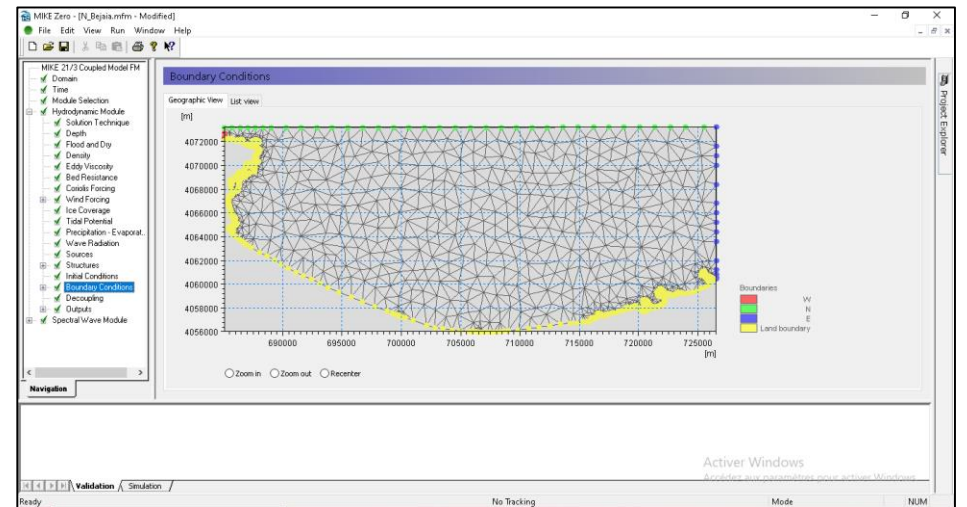 MIKE Zero - [N_Bejaia.mfm - Modified]
File Edit View Run Window Help
MIKE 21/3 Coupled Model FM
Domain
Time
Module Selection
Hydrodynamic Module
Solution Technique
Depth
Flood and Dry
Density
Eddy Viscosity
Bed Resistance
Coriolis Forcing
Wind Forcing
Ice Coverage
Tidal Potential
Precipitation - Evaporat..
Wave Radiation
Sources
Structures
Initial Conditions
Boundary Conditions
Decoupling
Outputs
Spectral Wave Module
Navigation
Boundary Conditions
Geographic View List view
[m]
4072000
4070000
4068000
4066000
4064000
4062000
4060000
4058000
4056000
690000 695000 700000 705000 710000 715000 720000 725000
[m]
Boundaries
W
N
E
Land boundary
Zoom in Zoom out Recenter
Project Explorer
Activer Windows
Accédez aux paramètres pour activer Windows.
Validation Simulation
Ready No Tracking Mode NUM